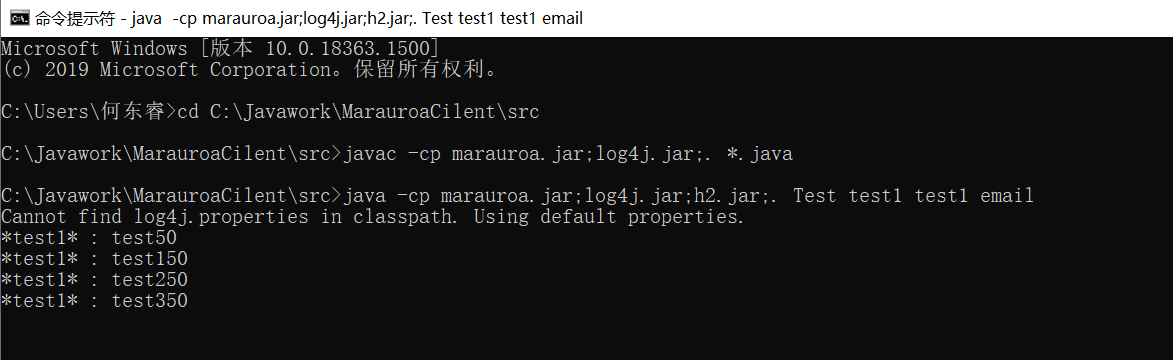 命令提示符 - java  -cp marauroa.jar;log4j.jar;h2.jar;. Test test1 test1 email
Microsoft Windows [版本 10.0.18363.1500]
(c) 2019 Microsoft Corporation。保留所有权利。
C:\Users\何东睿>cd C:\Javawork\MarauroaCilent\src
C:\Javawork\MarauroaCilent\src>javac -cp marauroa.jar;log4j.jar;. *.java
C:\Javawork\MarauroaCilent\src>java -cp marauroa.jar;log4j.jar;h2.jar;. Test test1 test1 email
Cannot find log4j.properties in classpath. Using default properties.
*test1* : test50
*test1* : test150
*test1* : test250
*test1* : test350